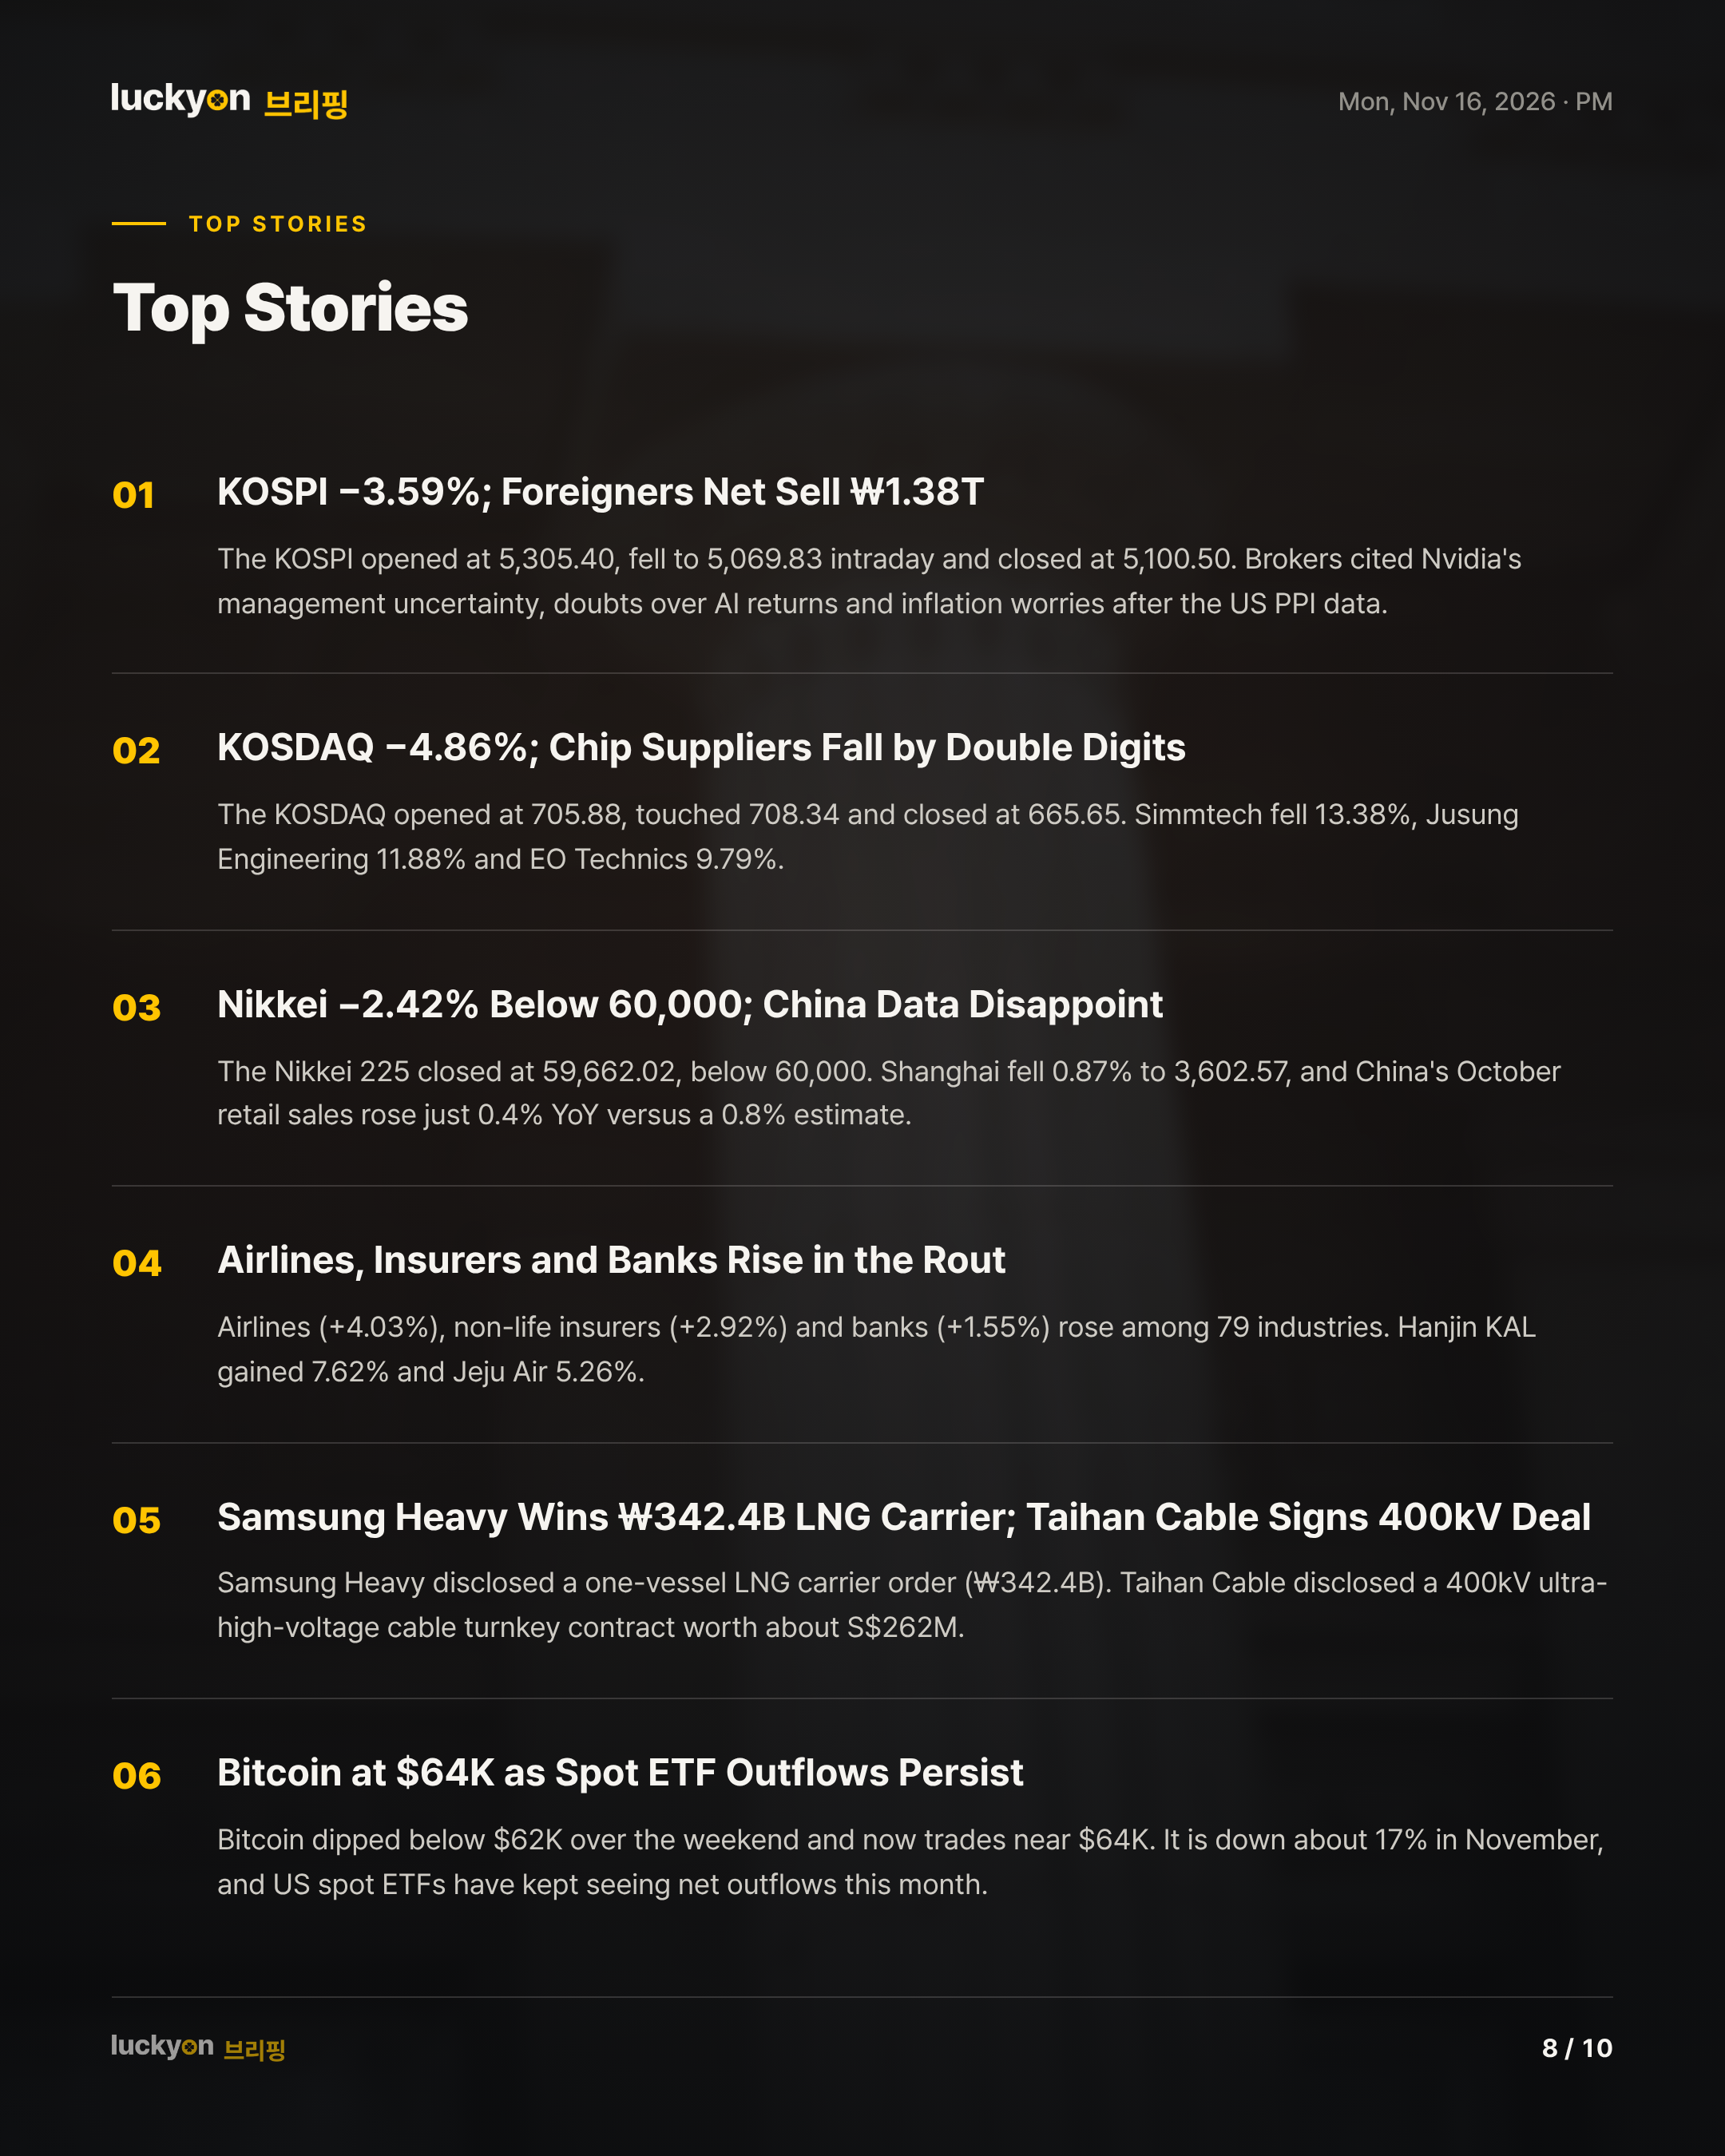 luckyon 브리핑
Mon, Nov 16, 2026 · PM
TOP STORIES
Top Stories
01
KOSPI −3.59%; Foreigners Net Sell ₩1.38T
The KOSPI opened at 5,305.40, fell to 5,069.83 intraday and closed at 5,100.50. Brokers cited Nvidia's
management uncertainty, doubts over AI returns and inflation worries after the US PPI data.
02
KOSDAQ −4.86%; Chip Suppliers Fall by Double Digits
The KOSDAQ opened at 705.88, touched 708.34 and closed at 665.65. Simmtech fell 13.38%, Jusung
Engineering 11.88% and EO Technics 9.79%.
03
Nikkei −2.42% Below 60,000; China Data Disappoint
The Nikkei 225 closed at 59,662.02, below 60,000. Shanghai fell 0.87% to 3,602.57, and China's October
retail sales rose just 0.4% YoY versus a 0.8% estimate.
04
Airlines, Insurers and Banks Rise in the Rout
Airlines (+4.03%), non-life insurers (+2.92%) and banks (+1.55%) rose among 79 industries. Hanjin KAL
gained 7.62% and Jeju Air 5.26%.
05
Samsung Heavy Wins ₩342.4B LNG Carrier; Taihan Cable Signs 400kV Deal
Samsung Heavy disclosed a one-vessel LNG carrier order (₩342.4B). Taihan Cable disclosed a 400kV ultra-
high-voltage cable turnkey contract worth about S$262M.
06
Bitcoin at $64K as Spot ETF Outflows Persist
Bitcoin dipped below $62K over the weekend and now trades near $64K. It is down about 17% in November,
and US spot ETFs have kept seeing net outflows this month.
luckyon 브리핑
8 / 10